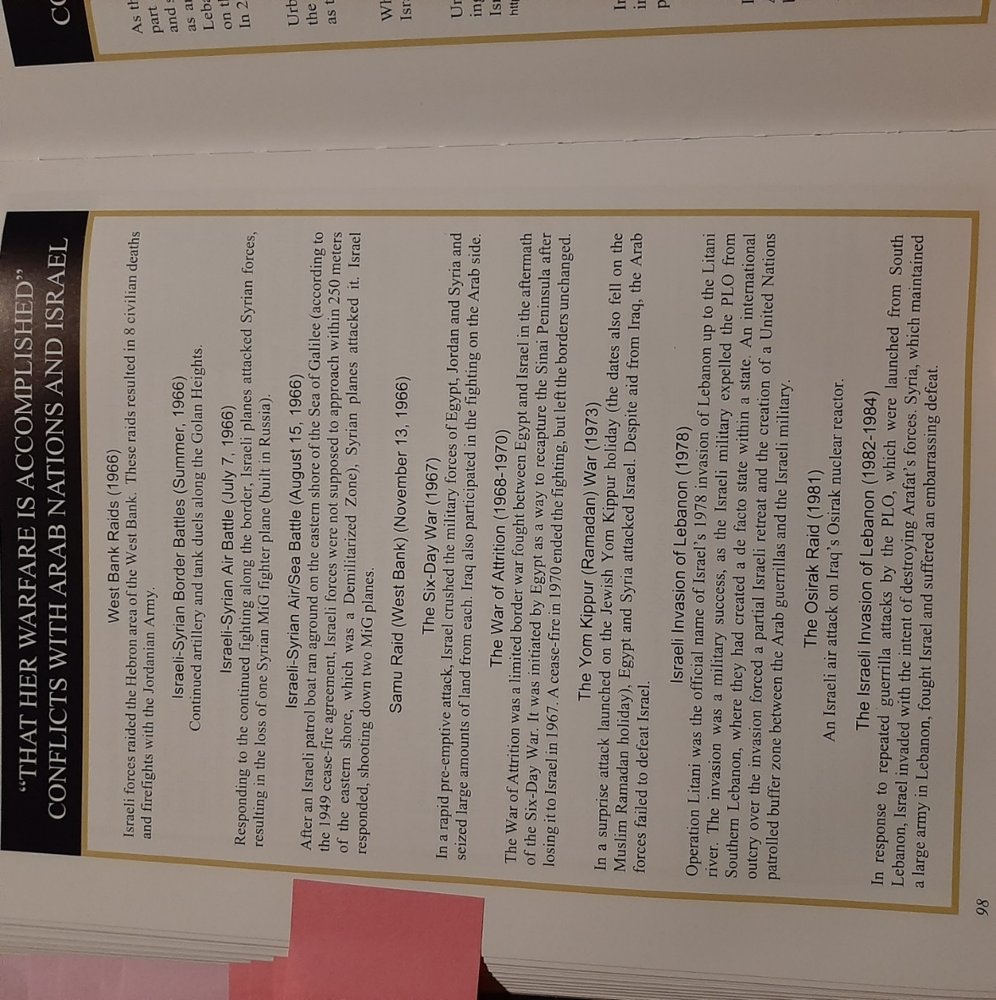 “THAT HER WARFARE IS ACCOMPLISHED”
CONFLICTS WITH ARAB NATIONS AND ISRAEL
West Bank Raids (1966)
Israeli forces raided the Hebron area of the West Bank. These raids resulted in 8 civilian deaths
and firefights with the Jordanian Army.
Israeli-Syrian Border Battles (Summer, 1966)
Continued artillery and tank duels along the Golan Heights.
Israeli-Syrian Air Battle (July 7, 1966)
Responding to the continued fighting along the border, Israeli planes attacked Syrian forces,
resulting in the loss of one Syrian MiG fighter plane (built in Russia).
Israeli-Syrian Air/Sea Battle (August 15, 1966)
After an Israeli patrol boat ran aground on the eastern shore of the Sea of Galilee (according to
the 1949 cease-fire agreement, Israeli forces were not supposed to approach within 250 meters
of the eastern shore, which was a Demilitarized Zone), Syrian planes attacked it. Israel
responded, shooting down two MiG planes.
Samu Raid (West Bank) (November 13, 1966)
The Six-Day War (1967)
In a rapid pre-emptive attack, Israel crushed the military forces of Egypt, Jordan and Syria and
seized large amounts of land from each. Iraq also participated in the fighting on the Arab side.
The War of Attrition (1968-1970)
The War of Attrition was a limited border war fought between Egypt and Israel in the aftermath
of the Six-Day War. It was initiated by Egypt as a way to recapture the Sinai Peninsula after
losing it to Israel in 1967. A cease-fire in 1970 ended the fighting, but left the borders unchanged.
The Yom Kippur (Ramadan) War (1973)
In a surprise attack launched on the Jewish Yom Kippur holiday (the dates also fell on the
Muslim Ramadan holiday), Egypt and Syria attacked Israel. Despite aid from Iraq, the Arab
forces failed to defeat Israel.
Israeli Invasion of Lebanon (1978)
Operation Litani was the official name of Israel’s 1978 invasion of Lebanon up to the Litani
river. The invasion was a military success, as the Israeli military expelled the PLO from
Southern Lebanon, where they had created a de facto state within a state. An international
outcry over the invasion forced a partial Israeli retreat and the creation of a United Nations
patrolled buffer zone between the Arab guerrillas and the Israeli military.
The Osirak Raid (1981)
An Israeli air attack on Iraq’s Osirak nuclear reactor.
The Israeli Invasion of Lebanon (1982-1984)
In response to repeated guerrilla attacks by the PLO, which were launched from South
Lebanon, Israel invaded with the intent of destroying Arafat’s forces. Syria, which maintained
a large army in Lebanon, fought Israel and suffered an embarrassing defeat.
98
As th
part
and
as a
on t
In 2
the
as t